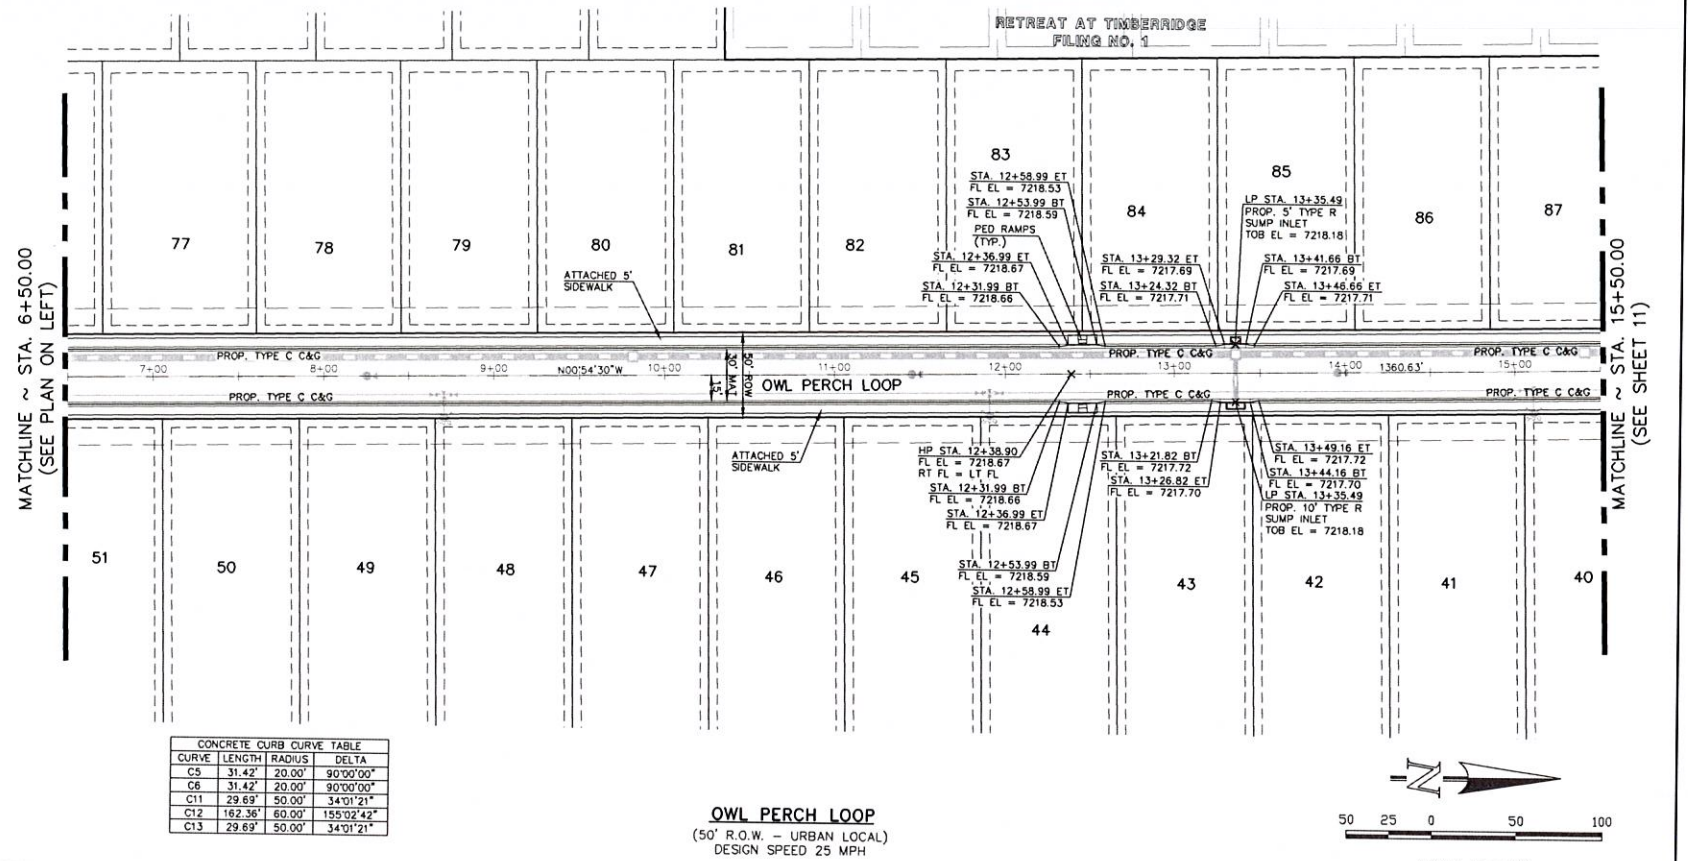 RETREAT AT TIMBERRIDGE
FILING NO. 1
MATCHLINE ~ STA. 6+50.00
(SEE PLAN ON LEFT)
77
78
79
80
81
82
83
84
85
86
87
ATTACHED 5'
SIDEWALK
STA. 12+58.99 ET
FL EL = 7218.53
STA. 12+53.99 BT
FL EL = 7218.59
PED RAMPS
(TYP.)
STA. 12+36.99 ET
FL EL = 7218.67
STA. 12+31.99 BT
FL EL = 7218.66
STA. 13+29.32 ET
FL EL = 7217.69
STA. 13+24.32 BT
FL EL = 7217.71
LP STA. 13+35.49
PROP. 5' TYPE R
SUMP INLET
TOB EL = 7218.18
STA. 13+41.66 BT
FL EL = 7217.69
STA. 13+46.66 ET
FL EL = 7217.71
MATCHLINE ~ STA. 15+50.00
(SEE SHEET 11)
PROP. TYPE C C&G
PROP. TYPE C C&G
PROP. TYPE C C&G
7+00
8+00
9+00
N00°54'30"W
10+00
11+00
12+00
13+00
14+00
1360.63'
15+00
50' ROW
30' MAT
15'
OWL PERCH LOOP
PROP. TYPE C C&G
PROP. TYPE C C&G
PROP. TYPE C C&G
ATTACHED 5'
SIDEWALK
HP STA. 12+38.90
FL EL = 7218.67
RT FL = LT FL
STA. 12+31.99 BT
FL EL = 7218.66
STA. 12+36.99 ET
FL EL = 7218.67
STA. 12+53.99 BT
FL EL = 7218.59
STA. 12+58.99 ET
FL EL = 7218.53
STA. 13+21.82 BT
FL EL = 7217.72
STA. 13+26.82 ET
FL EL = 7217.70
STA. 13+49.16 ET
FL EL = 7217.72
STA. 13+44.16 BT
FL EL = 7217.70
LP STA. 13+35.49
PROP. 10' TYPE R
SUMP INLET
TOB EL = 7218.18
51
50
49
48
47
46
45
44
43
42
41
40
CONCRETE CURB CURVE TABLE
CURVE LENGTH RADIUS DELTA
C5 31.42' 20.00' 90°00'00"
C6 31.42' 20.00' 90°00'00"
C11 29.69' 50.00' 34°01'21"
C12 162.36' 60.00' 155°02'42"
C13 29.69' 50.00' 34°01'21"
OWL PERCH LOOP
(50' R.O.W. - URBAN LOCAL)
DESIGN SPEED 25 MPH
N
50 25 0 50 100